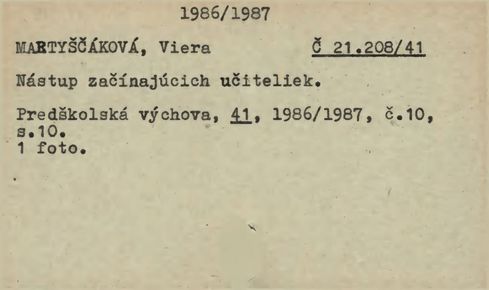 1986/1987
MARTYŠČÁKOVÁ, Viera Č 21.208/41
Nástup začínajúcich učiteliek.
Predškolská výchova, 41, 1986/1987, č.10,
s.10.
1 foto.